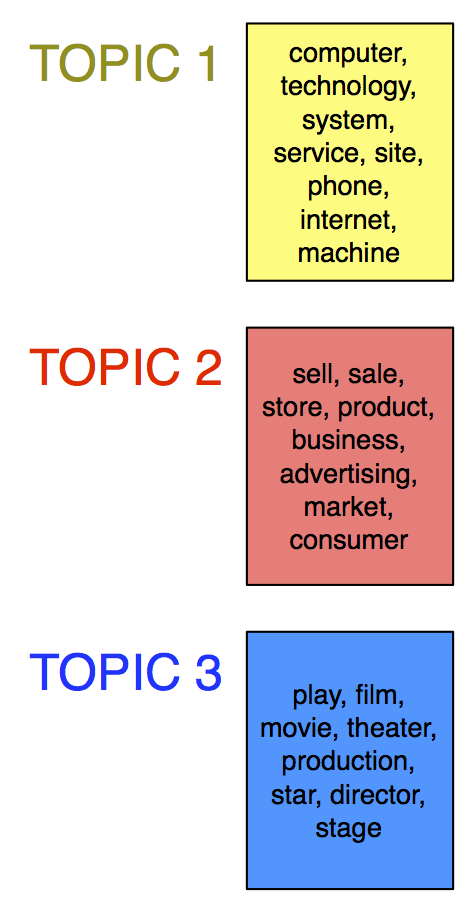 TOPIC 1
computer,
technology,
system,
service, site,
phone,
internet,
machine
TOPIC 2
sell, sale,
store, product,
business,
advertising,
market,
consumer
TOPIC 3
play, film,
movie, theater,
production,
star, director,
stage